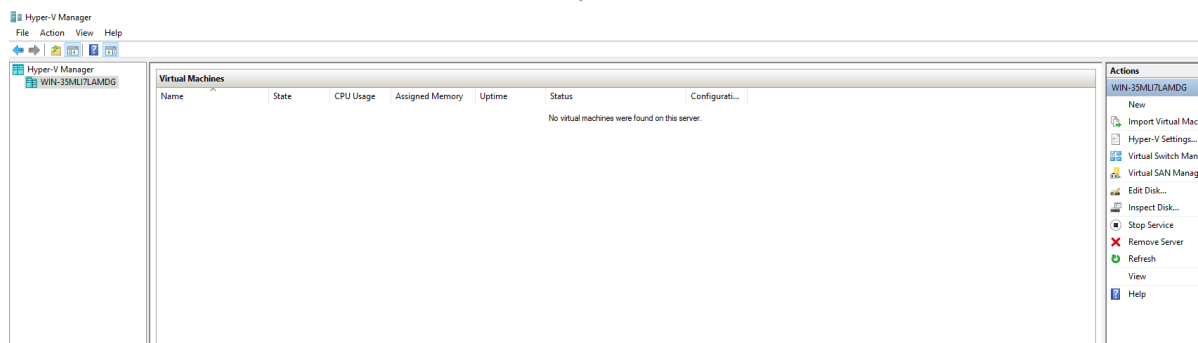 Hyper-V Manager
File Action View Help
Hyper-V Manager
WIN-35MLI7LAMDG
Virtual Machines
Name State CPU Usage Assigned Memory Uptime Status Configurati...
No virtual machines were found on this server.
Actions
WIN-35MLI7LAMDG
New
Import Virtual Mac
Hyper-V Settings...
Virtual Switch Man
Virtual SAN Manag
Edit Disk...
Inspect Disk...
Stop Service
Remove Server
Refresh
View
Help